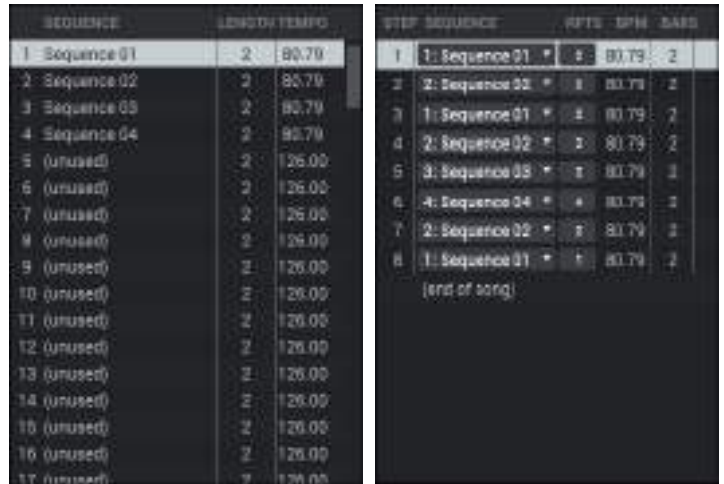 SEQUENCE LENGTH TEMPO
1 Sequence 01 2 80.79
2 Sequence 02 2 80.79
3 Sequence 03 2 80.79
4 Sequence 04 2 80.79
5 (unused) 2 126.00
6 (unused) 2 126.00
7 (unused) 2 126.00
8 (unused) 2 126.00
9 (unused) 2 126.00
10 (unused) 2 126.00
11 (unused) 2 126.00
12 (unused) 2 126.00
13 (unused) 2 126.00
14 (unused) 2 126.00
15 (unused) 2 126.00
16 (unused) 2 126.00
17 (unused) 2 126.00
STEP SEQUENCE RPTS BPM BARS
1 1: Sequence 01 80.79 2
2 2: Sequence 02 80.79 2
3 1: Sequence 01 80.79 2
4 2: Sequence 02 80.79 2
5 3: Sequence 03 80.79 2
6 4: Sequence 04 80.79 2
7 2: Sequence 02 80.79 2
8 1: Sequence 01 80.79 2
(end of song)